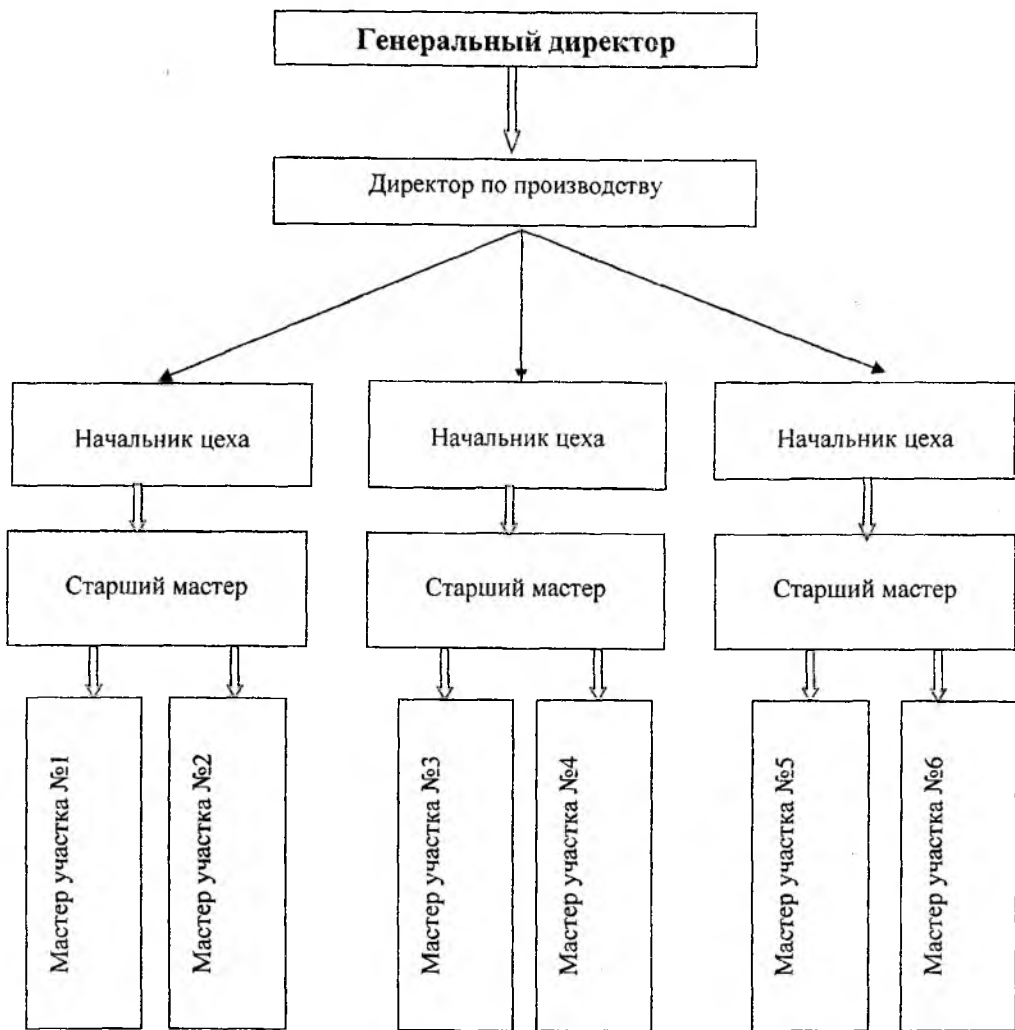 Генеральный директор
Директор по производству
Начальник цеха
Начальник цеха
Начальник цеха
Старший мастер
Старший мастер
Старший мастер
Мастер участка №1
Мастер участка №2
Мастер участка №3
Мастер участка №4
Мастер участка №5
Мастер участка №6